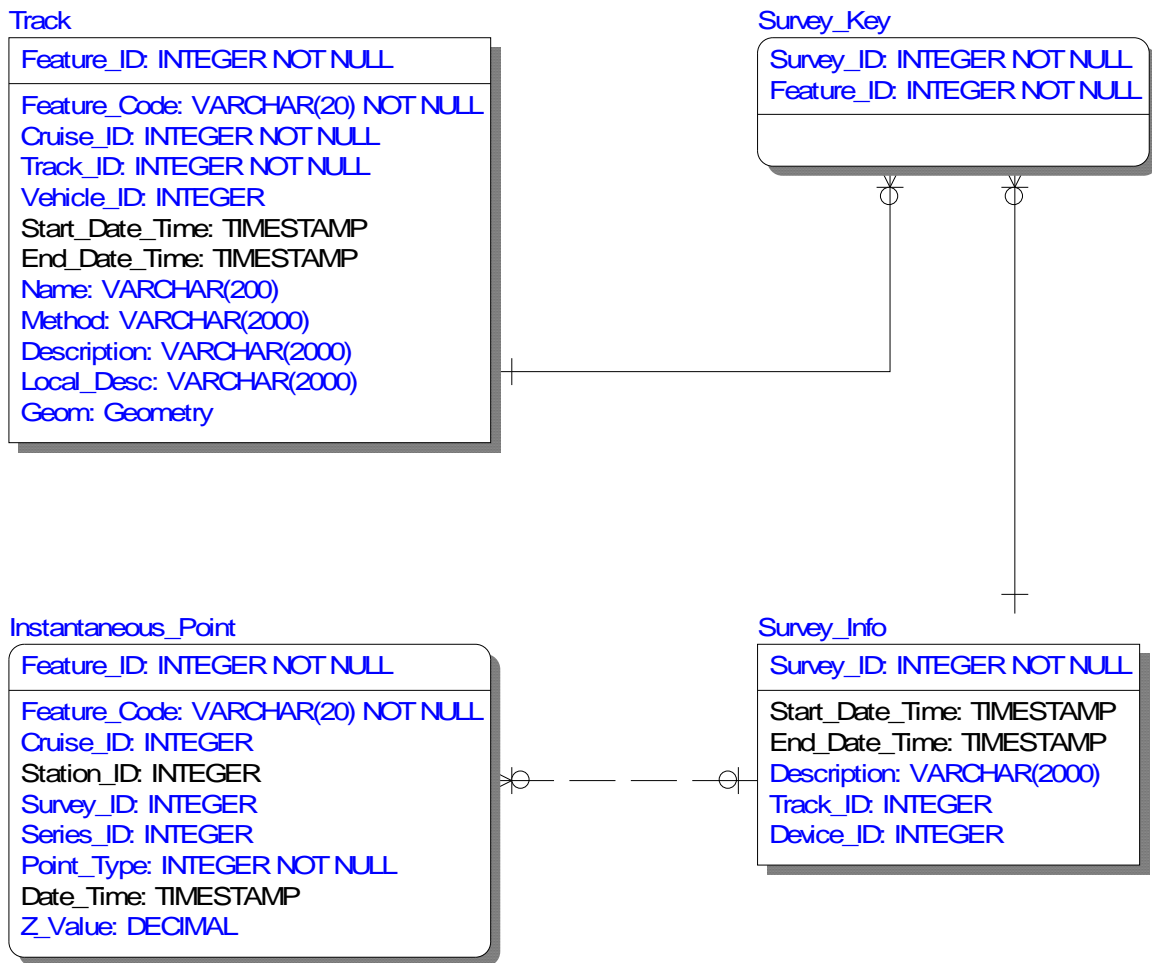 Track
Feature_ID: INTEGER NOT NULL
Feature_Code: VARCHAR(20) NOT NULL
Cruise_ID: INTEGER NOT NULL
Track_ID: INTEGER NOT NULL
Vehicle_ID: INTEGER
Start_Date_Time: TIMESTAMP
End_Date_Time: TIMESTAMP
Name: VARCHAR(200)
Method: VARCHAR(2000)
Description: VARCHAR(2000)
Local_Desc: VARCHAR(2000)
Geom: Geometry
Survey_Key
Survey_ID: INTEGER NOT NULL
Feature_ID: INTEGER NOT NULL
Instantaneous_Point
Feature_ID: INTEGER NOT NULL
Feature_Code: VARCHAR(20) NOT NULL
Cruise_ID: INTEGER
Station_ID: INTEGER
Survey_ID: INTEGER
Series_ID: INTEGER
Point_Type: INTEGER NOT NULL
Date_Time: TIMESTAMP
Z_Value: DECIMAL
Survey_Info
Survey_ID: INTEGER NOT NULL
Start_Date_Time: TIMESTAMP
End_Date_Time: TIMESTAMP
Description: VARCHAR(2000)
Track_ID: INTEGER
Device_ID: INTEGER